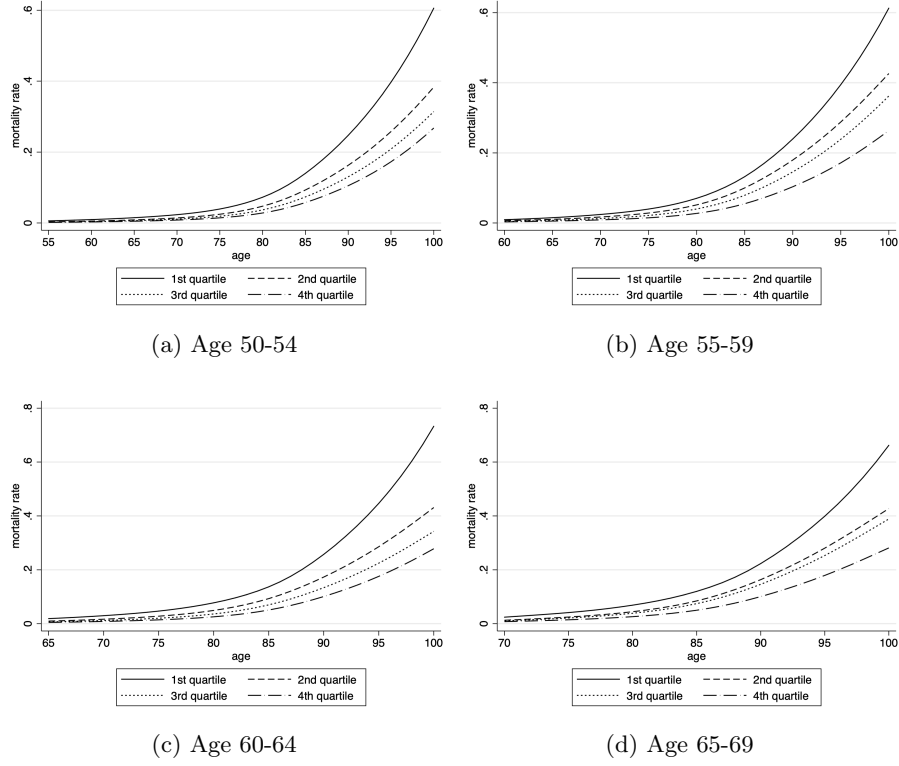 .6
.4
.2
0
mortality rate
55 60 65 70 75 80 85 90 95 100
age
1st quartile 2nd quartile
3rd quartile 4th quartile
(a) Age 50-54
.6
.4
.2
0
mortality rate
60 65 70 75 80 85 90 95 100
age
1st quartile 2nd quartile
3rd quartile 4th quartile
(b) Age 55-59
.8
.6
.4
.2
0
mortality rate
65 70 75 80 85 90 95 100
age
1st quartile 2nd quartile
3rd quartile 4th quartile
(c) Age 60-64
.8
.6
.4
.2
0
mortality rate
70 75 80 85 90 95 100
age
1st quartile 2nd quartile
3rd quartile 4th quartile
(d) Age 65-69